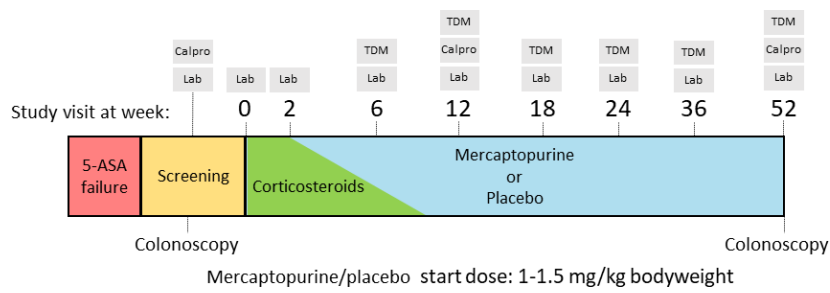 TDM TDM
Calpro TDM Calpro TDM TDM TDM Calpro
Lab Lab Lab Lab Lab Lab Lab Lab Lab
Study visit at week: 0 2 6 12 18 24 36 52
5-ASA
failure
Screening
Corticosteroids
Mercaptopurine
or
Placebo
Colonoscopy Colonoscopy
Mercaptopurine/placebo start dose: 1-1.5 mg/kg bodyweight